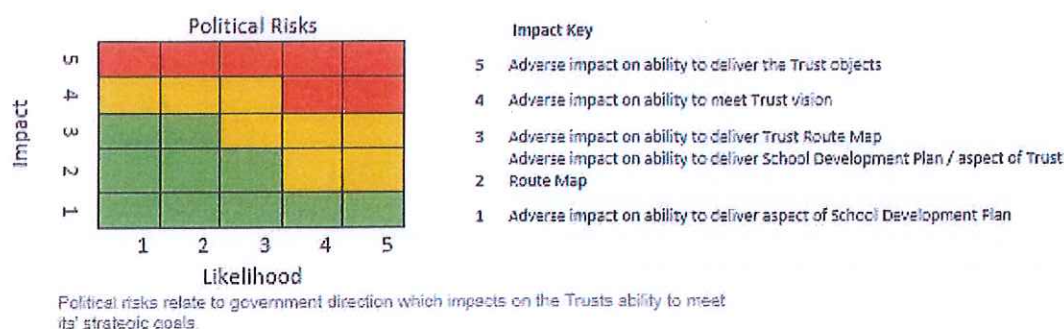 Political Risks
Impact
5
4
3
2
1
1 2 3 4 5
Likelihood
Impact Key
5 Adverse impact on ability to deliver the Trust objects
4 Adverse impact on ability to meet Trust vision
3 Adverse impact on ability to deliver Trust Route Map
Adverse impact on ability to deliver School Development Plan / aspect of Trust
2 Route Map
1 Adverse impact on ability to deliver aspect of School Development Plan
Political risks relate to government direction which impacts on the Trusts ability to meet
its' strategic goals.